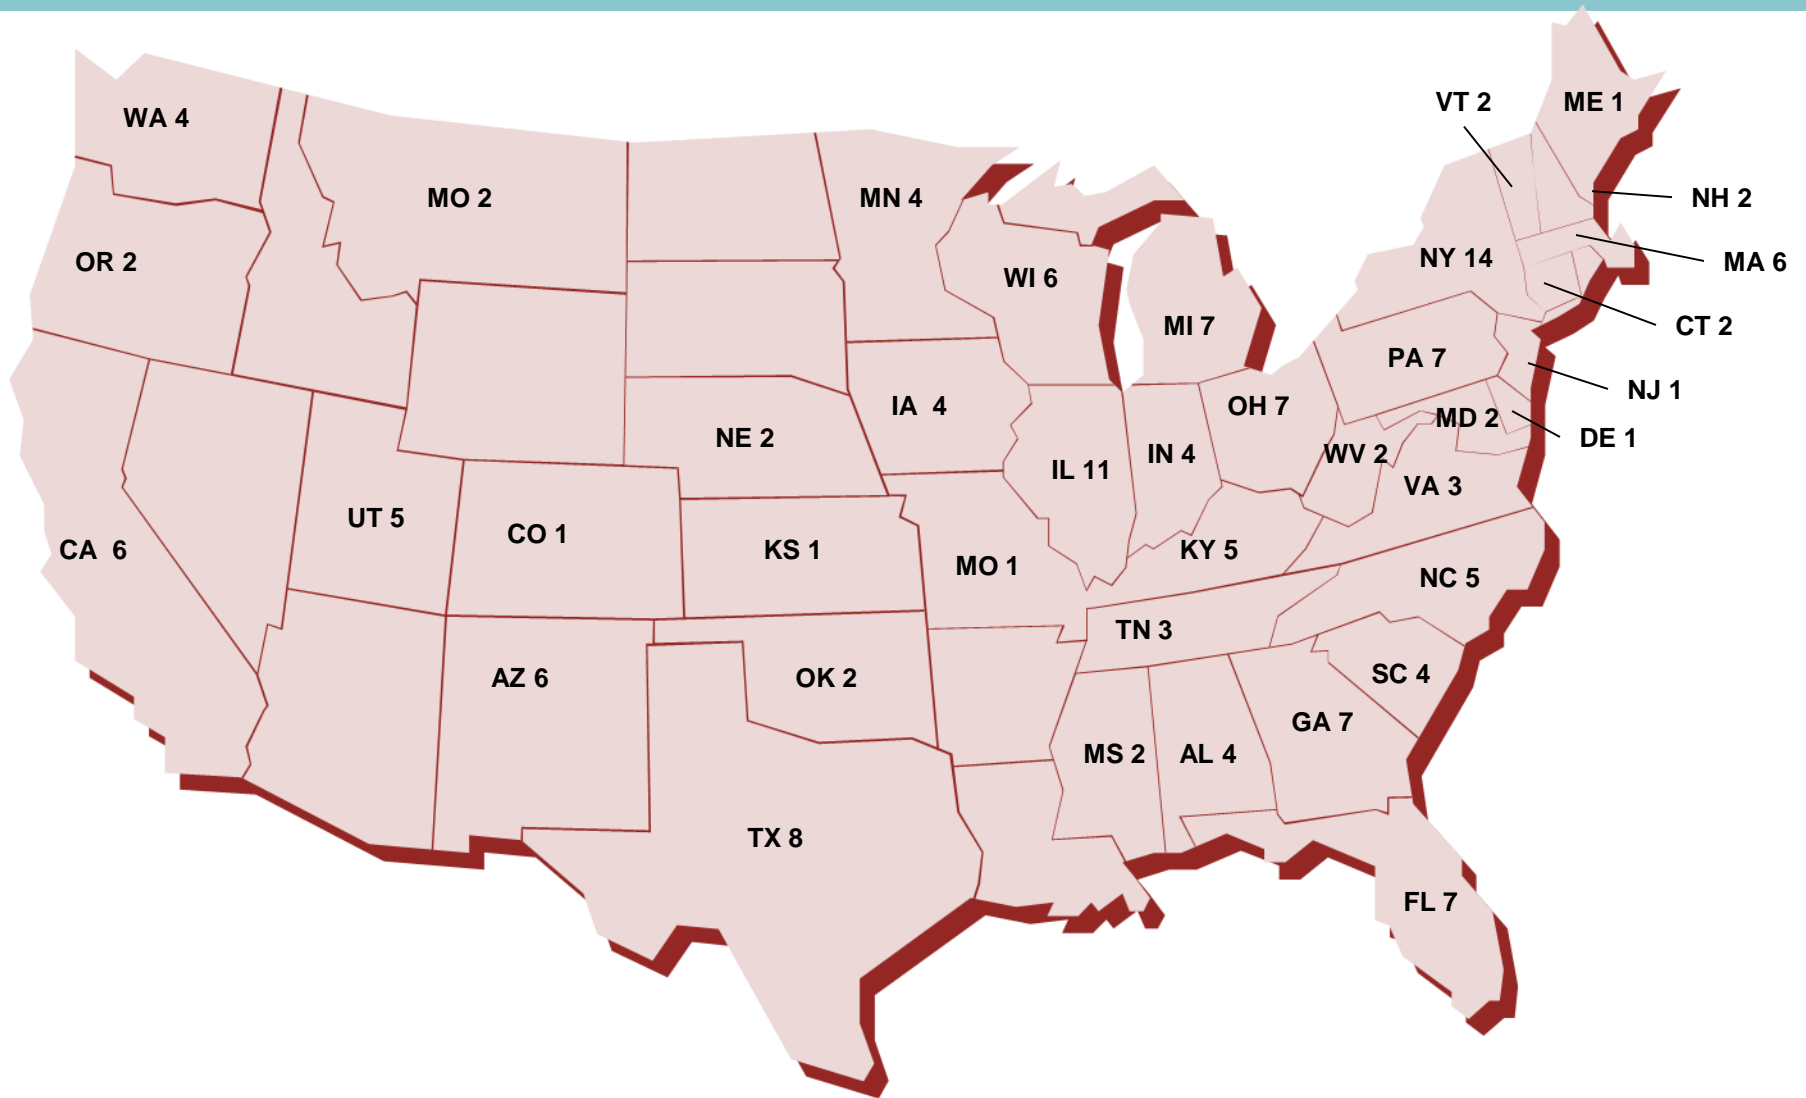 VT 2
ME 1
WA 4
MO 2
MN 4
NH 2
OR 2
NY 14
MA 6
WI 6
MI 7
CT 2
PA 7
NJ 1
IA 4
OH 7
MD 2
NE 2
DE 1
IL 11
IN 4
WV 2
VA 3
UT 5
CO 1
CA 6
KS 1
KY 5
MO 1
NC 5
TN 3
AZ 6
OK 2
SC 4
GA 7
MS 2
AL 4
TX 8
FL 7